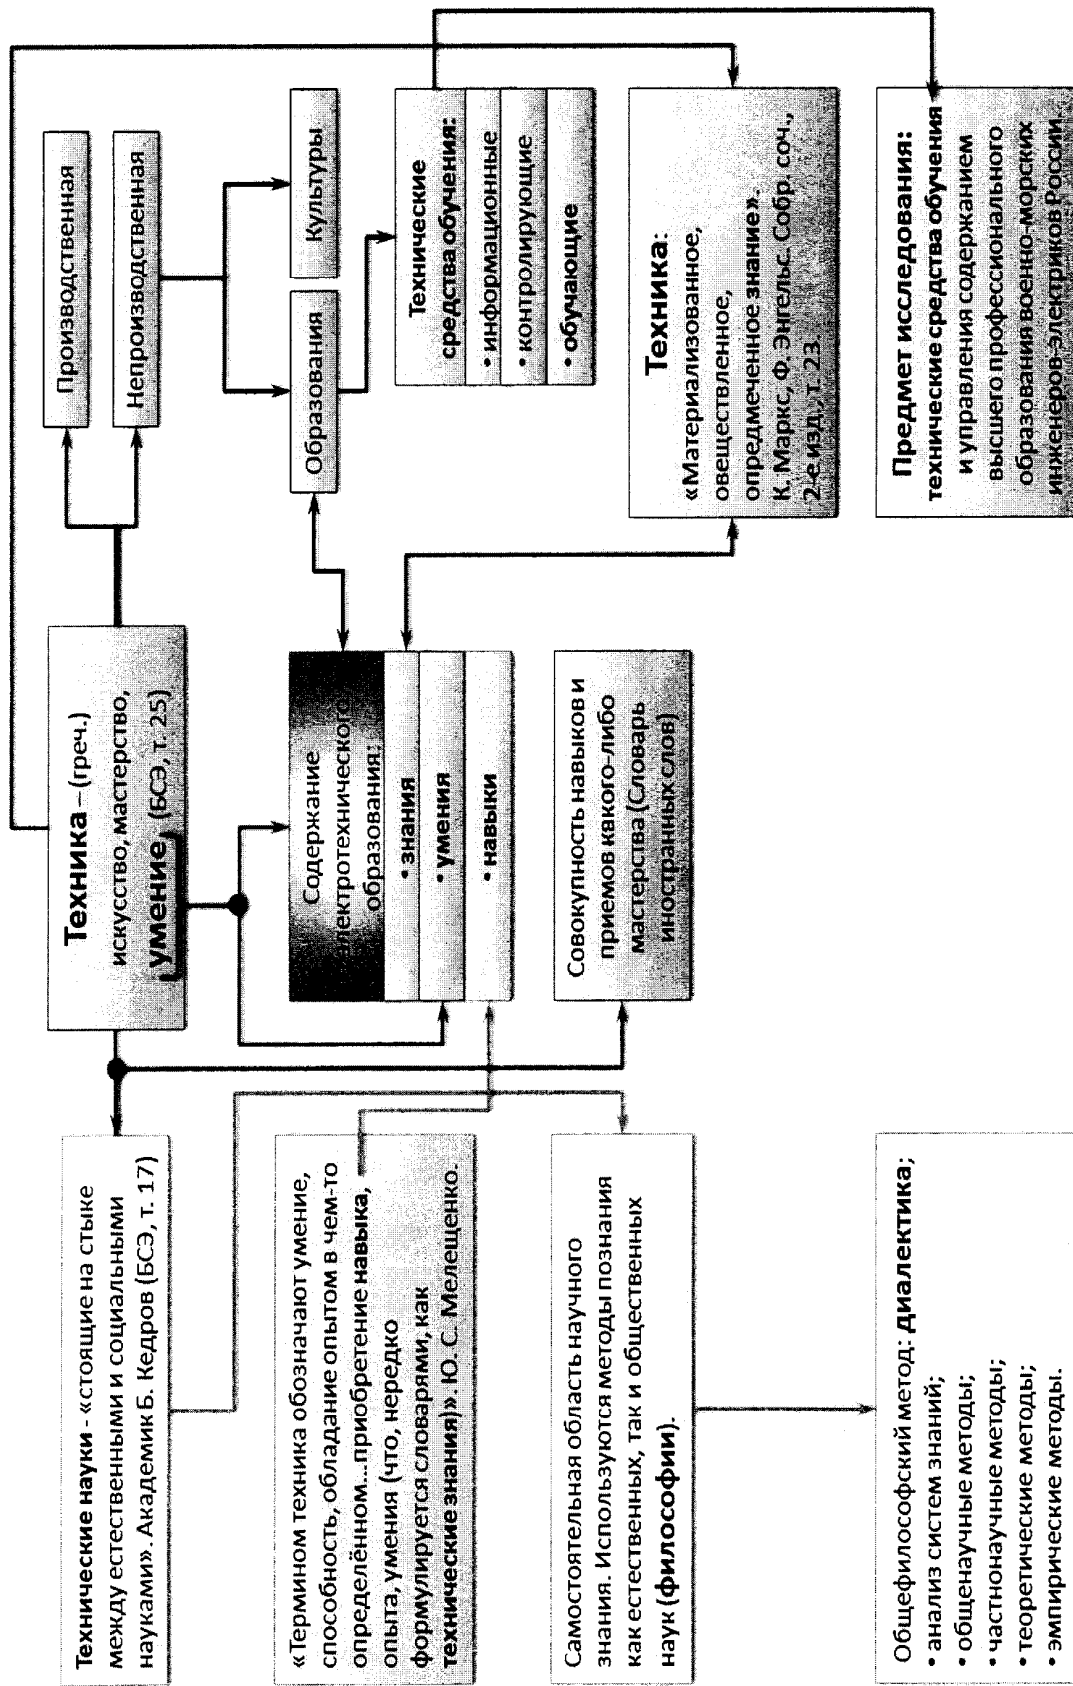 Технические науки - «стоящие на стыке
между естественными и социальными
науками». Академик Б. Кедров (БСЭ, т. 17)
Техника – (греч.)
искусство, мастерство,
умение, (БСЭ, т. 25)
Производственная
Непроизводственная
«Термином техника обозначают умение,
способность, обладание опытом в чем-то
определённом...приобретение навыка,
опыта, умения (что, нередко
формулируется словарями, как
технические знания)». Ю. С. Мелещенко.
Содержание
электротехнического
образования:
• знания
• умения
• навыки
Образования
Культуры
Технические
средства обучения:
• информационные
• контролирующие
• обучающие
Самостоятельная область научного
знания. Используются методы познания
как естественных, так и общественных
наук (философии).
Совокупность навыков и
приемов какого-либо
мастерства (Словарь
иностранных слов)
Техника:
«Материализованное,
овеществленное,
опредмеченное знание».
К. Маркс, Ф. Энгельс. Собр. соч.,
2-е изд., т. 23.
Общефилософский метод: диалектика;
• анализ систем знаний;
• общенаучные методы;
• частнонаучные методы;
• теоретические методы;
• эмпирические методы.
Предмет исследования:
технические средства обучения
и управления содержанием
высшего профессионального
образования военно-морских
инженеров-электриков России.